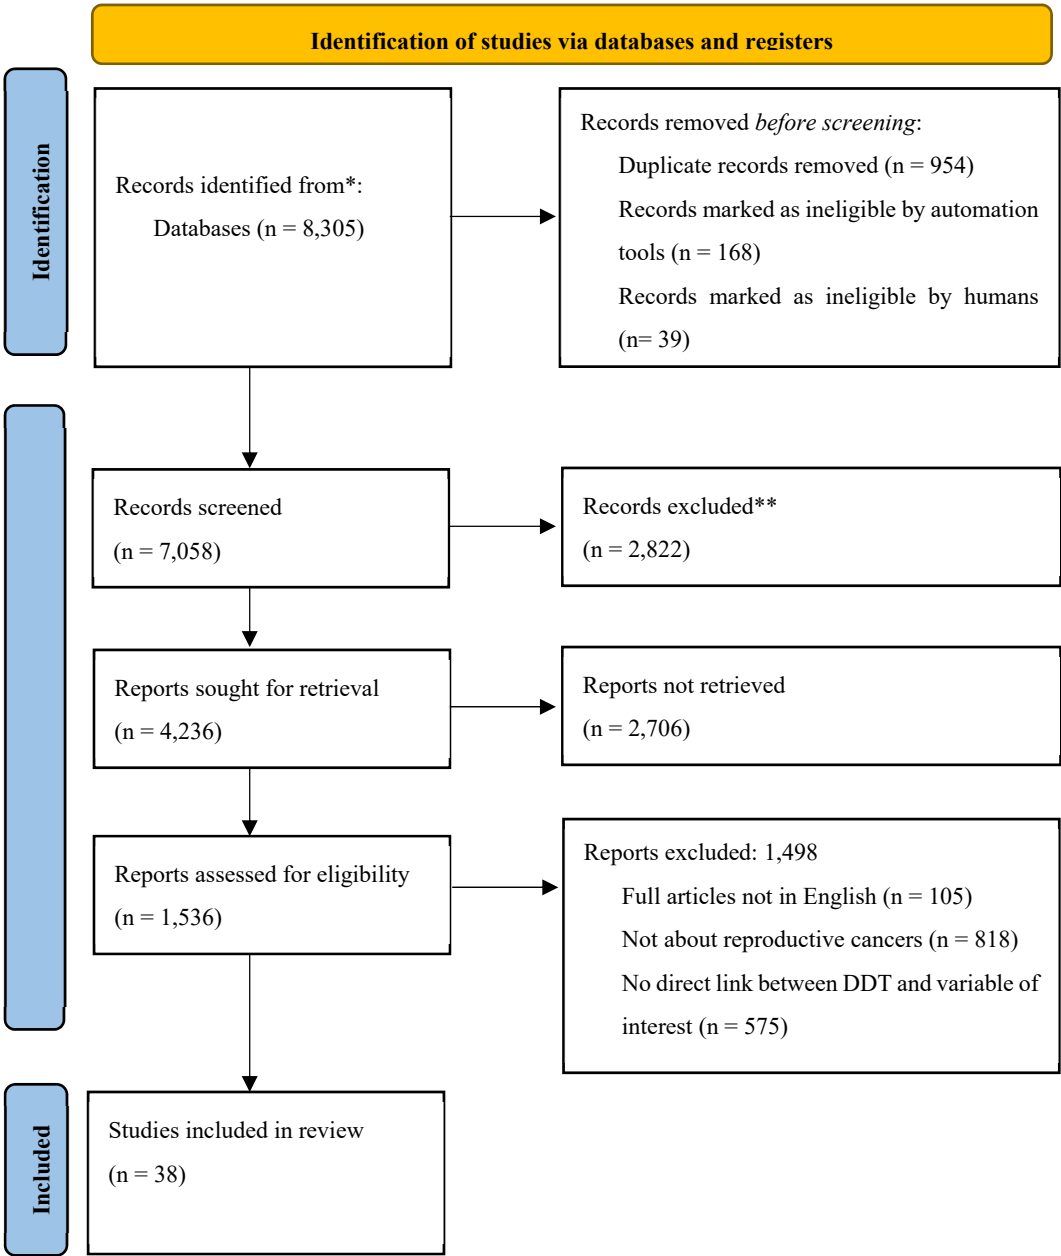 Identification of studies via databases and registers
Identification
Records identified from*:
Databases (n = 8,305)
Records removed before screening:
Duplicate records removed (n = 954)
Records marked as ineligible by automation
tools (n = 168)
Records marked as ineligible by humans
(n= 39)
Records screened
(n = 7,058)
Records excluded**
(n = 2,822)
Reports sought for retrieval
(n = 4,236)
Reports not retrieved
(n = 2,706)
Reports assessed for eligibility
(n = 1,536)
Reports excluded: 1,498
Full articles not in English (n = 105)
Not about reproductive cancers (n = 818)
No direct link between DDT and variable of
interest (n = 575)
Included
Studies included in review
(n = 38)